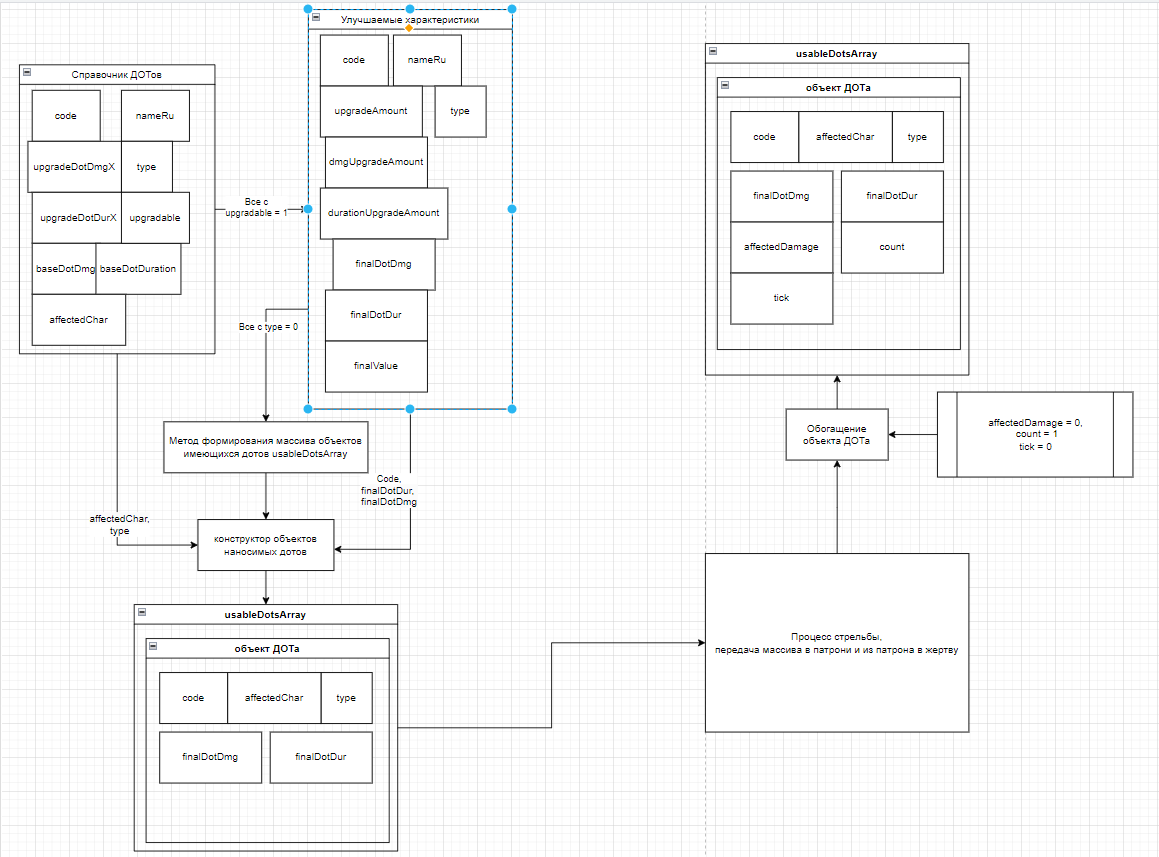 Справочник ДОТов
code
nameRu
upgradeDotDmgX
type
upgradeDotDurX
upgradable
baseDotDmg
baseDotDuration
affectedChar
Все с
upgradable = 1
Улучшаемые характеристики
code
nameRu
upgradeAmount
type
dmgUpgradeAmount
durationUpgradeAmount
finalDotDmg
finalDotDur
finalValue
Все с type = 0
Метод формирования массива объектов
имеющихся дотов usableDotsArray
Code,
finalDotDur,
finalDotDmg
affectedChar,
type
конструктор объектов
наносимых дотов
usableDotsArray
объект ДОТа
code
affectedChar
type
finalDotDmg
finalDotDur
Процесс стрельбы,
передача массива в патрони и из патрона в жертву
Обогащение
объекта ДОТа
affectedDamage = 0,
count = 1
tick = 0
usableDotsArray
объект ДОТа
code
affectedChar
type
finalDotDmg
finalDotDur
affectedDamage
count
tick